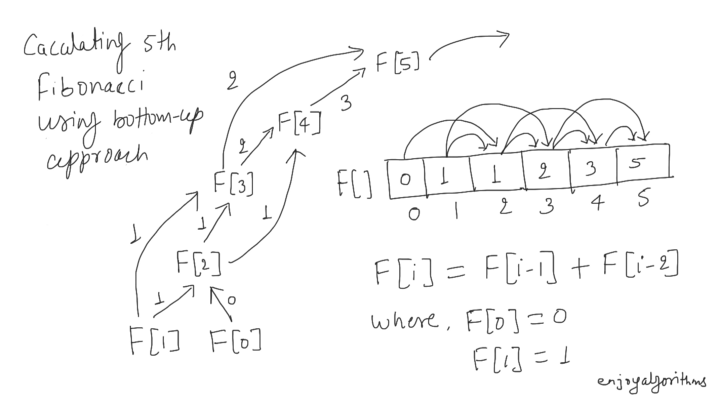 Cacculating 5th
Fibonacci
using bottom-up
approach
F[5]
2
3
F[4]
2
F[3]
1
1
1
F[2]
1
0
F[1] F[0]
F[] 0 1 1 2 3 5
0 1 2 3 4 5
F[i] = F[i-1] + F[i-2]
where, F[0] = 0
F[1] = 1
enjoyalgorithms